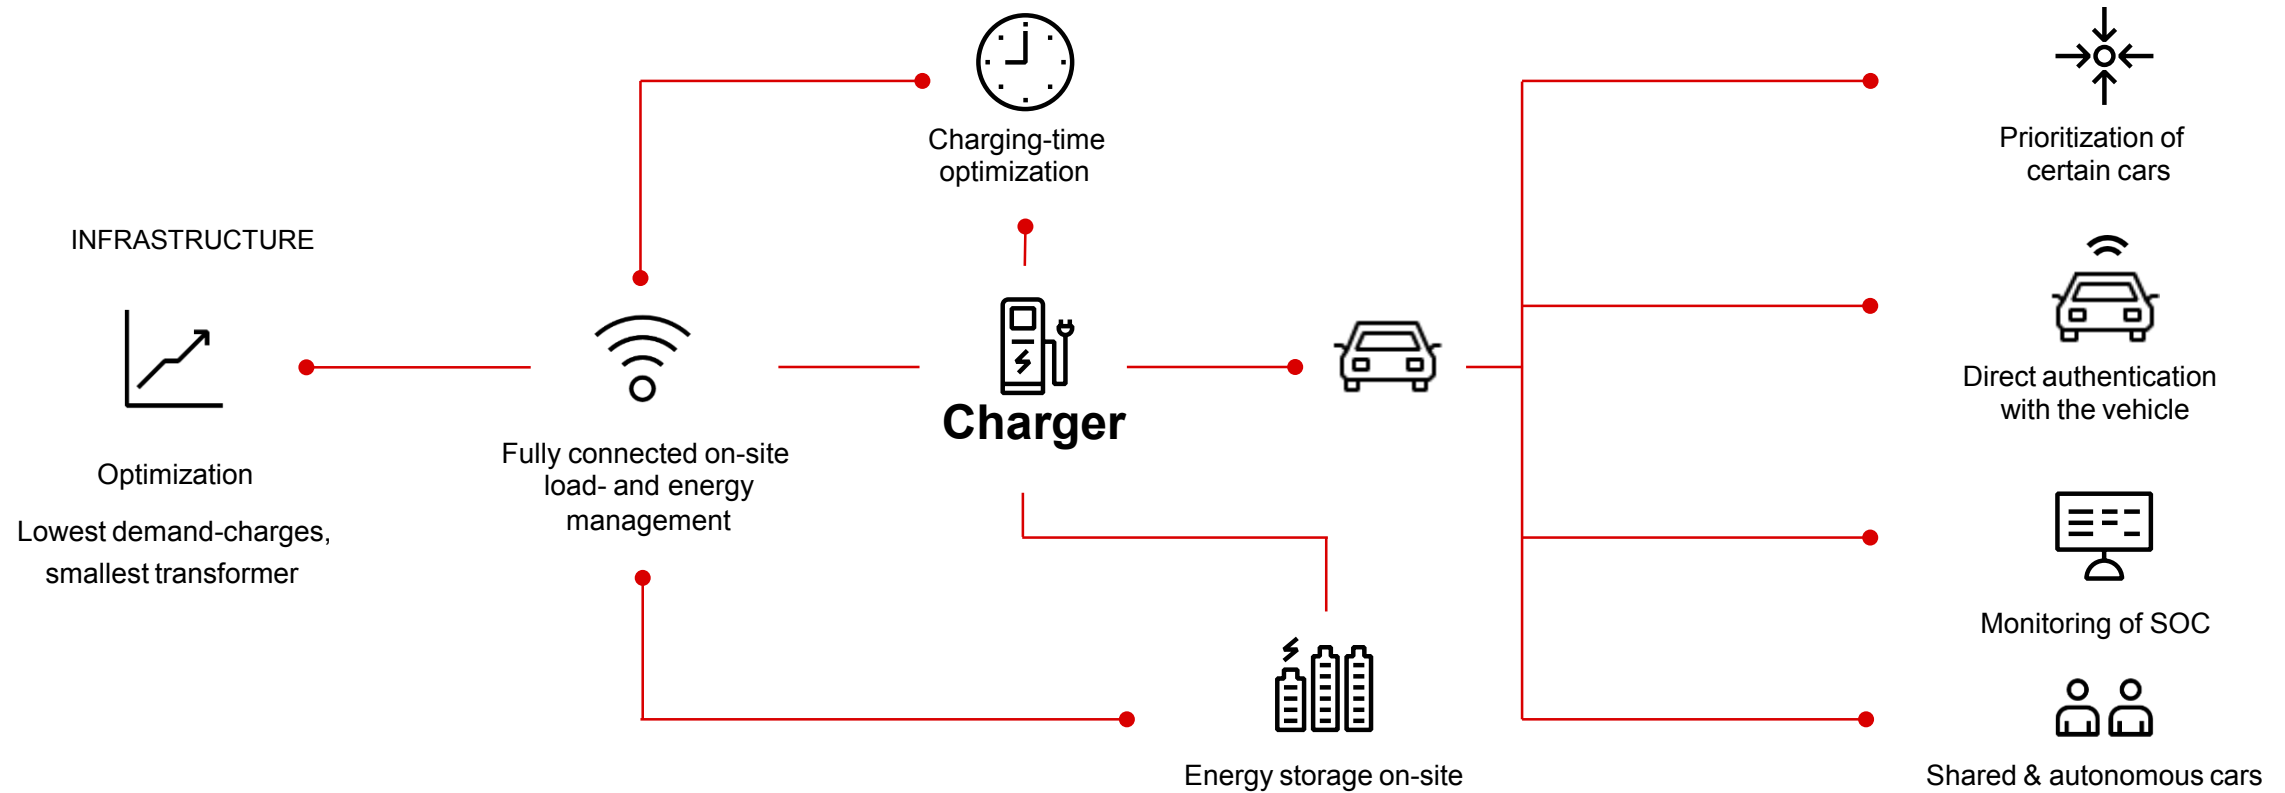 INFRASTRUCTURE
Optimization
Lowest demand-charges,
smallest transformer
Fully connected on-site
load- and energy
management
Charging-time
optimization
Charger
Energy storage on-site
Prioritization of
certain cars
Direct authentication
with the vehicle
Monitoring of SOC
Shared & autonomous cars